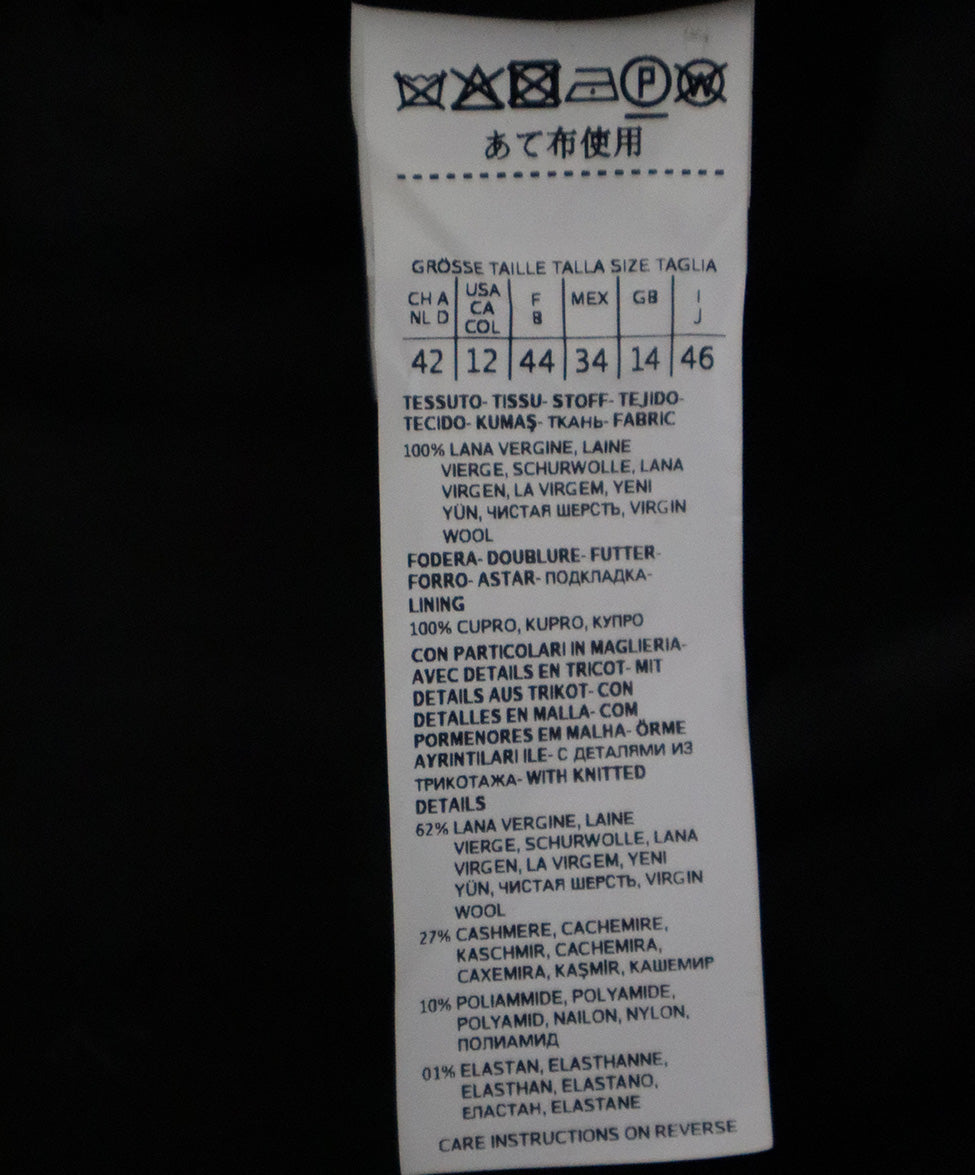 P W
あて布使用
GRÖSSE TAILLE TALLA SIZE TAGLIA
CH A NL D USA CA COL F B MEX GB I J
42 12 44 34 14 46
TESSUTO- TISSU- STOFF- TEJIDO-
TECIDO- KUMAŞ- ТКАНЬ- FABRIC
100% LANA VERGINE, LAINE
VIERGE, SCHURWOLLE, LANA
VIRGEN, LA VIRGEM, YENI
YÜN, ЧИСТАЯ ШЕРСТЬ, VIRGIN
WOOL
FODERA- DOUBLURE- FUTTER-
FORRO- ASTAR- ПОДКЛАДКА-
LINING
100% CUPRO, KUPRO, КУПРО
CON PARTICOLARI IN MAGLIERIA-
AVEC DETAILS EN TRICOT- MIT
DETAILS AUS TRIKOT- CON
DETALLES EN MALLA- COM
PORMENORES EM MALHA- ÖRME
AYRINTILARI ILE- С ДЕТАЛЯМИ ИЗ
ТРИКОТАЖА- WITH KNITTED
DETAILS
62% LANA VERGINE, LAINE
VIERGE, SCHURWOLLE, LANA
VIRGEN, LA VIRGEM, YENI
YÜN, ЧИСТАЯ ШЕРСТЬ, VIRGIN
WOOL
27% CASHMERE, CACHEMIRE,
KASCHMIR, CACHEMIRA,
CAXEMIRA, KAŞMİR, КАШЕМИР
10% POLIAMMIDE, POLYAMIDE,
POLYAMID, NAILON, NYLON,
ПОЛИАМИД
01% ELASTAN, ELASTHANNE,
ELASTHAN, ELASTANO,
ЕЛАСТАН, ELASTANE
CARE INSTRUCTIONS ON REVERSE